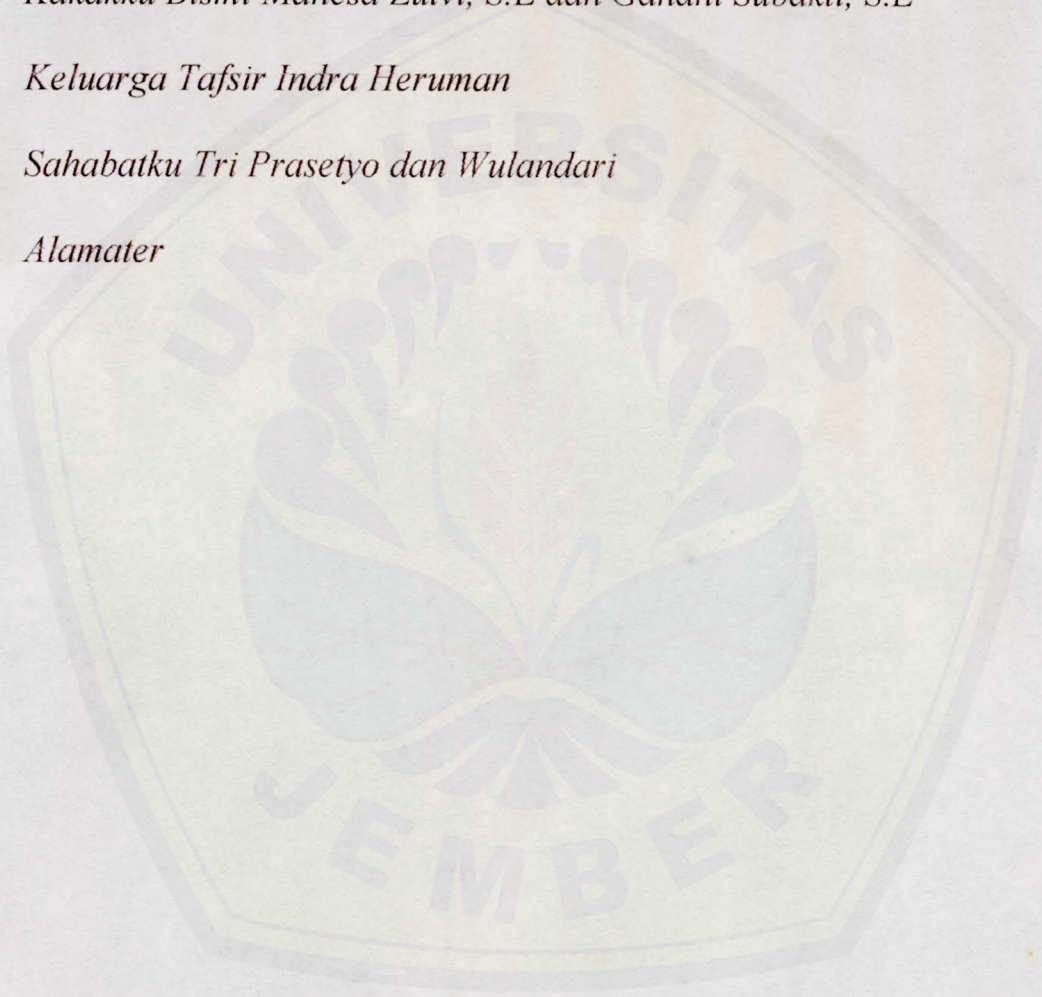 Keluarga Tafsir Indra Heruman
Sahabatku Tri Prasetyo dan Wulandari
Alamater
UNIVERSITAS
JEMBER